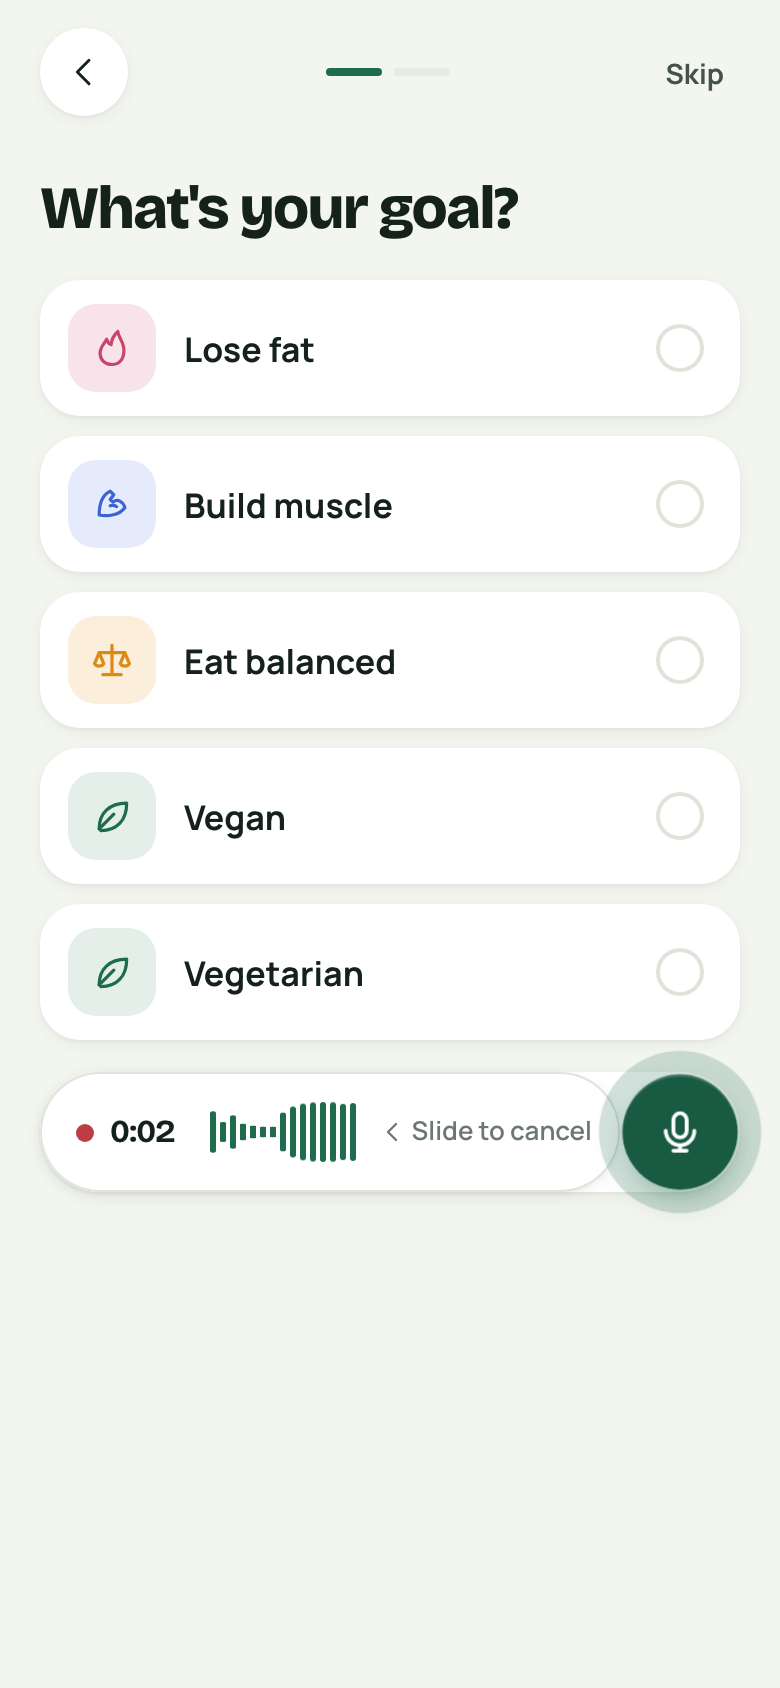 Skip
What's your goal?
Lose fat
Build muscle
Eat balanced
Vegan
Vegetarian
0:02 Slide to cancel